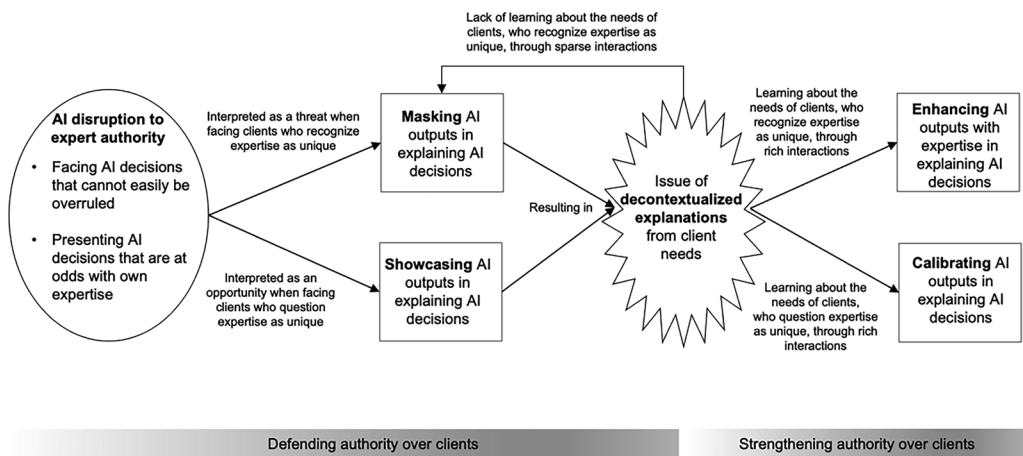 Lack of learning about the needs of
clients, who recognize expertise as
unique, through sparse interactions
AI disruption to
expert authority
• Facing AI decisions
that cannot easily be
overruled
• Presenting AI
decisions that are at
odds with own
expertise
Interpreted as a threat when
facing clients who recognize
expertise as unique
Interpreted as an
opportunity when facing
clients who question
expertise as unique
Masking AI
outputs in
explaining AI
decisions
Showcasing AI
outputs in
explaining AI
decisions
Resulting in
Issue of
decontextualized
explanations
from client
needs
Learning about the
needs of clients, who
recognize expertise
as unique, through
rich interactions
Learning about the
needs of clients,
who question expertise
as unique, through rich
interactions
Enhancing AI
outputs with
expertise in
explaining AI
decisions
Calibrating AI
outputs in
explaining AI
decisions
Defending authority over clients
Strengthening authority over clients